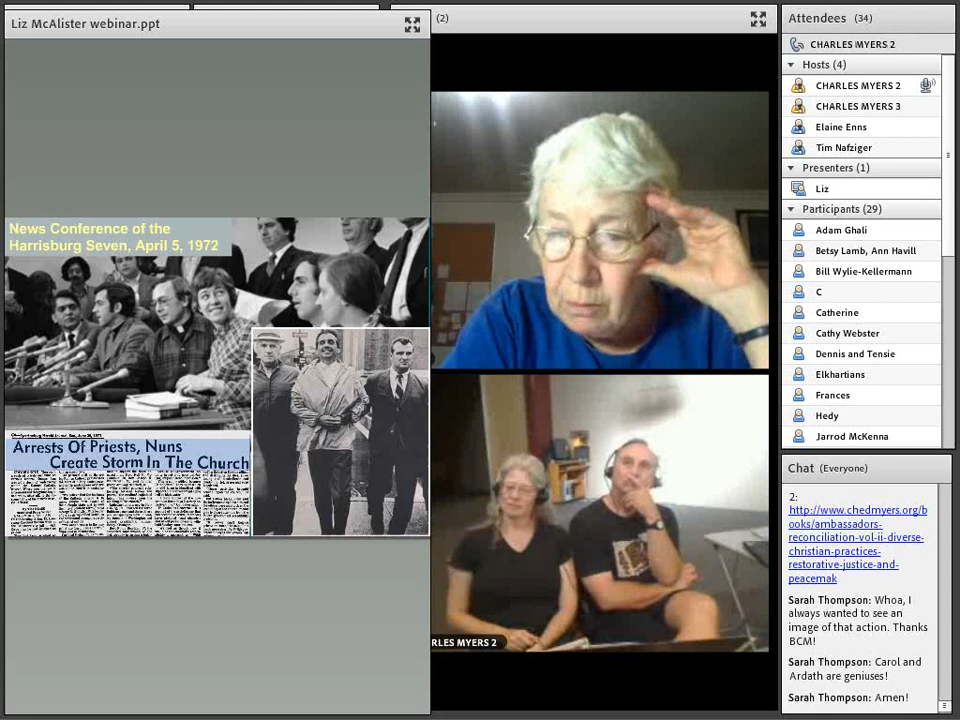 Liz McAlister webinar.ppt
News Conference of the
Harrisburg Seven, April 5, 1972
Arrests Of Priests, Nuns
Create Storm In The Church
(2)
RLES MYERS 2
Attendees (34)
CHARLES MYERS 2
Hosts (4)
CHARLES MYERS 2
CHARLES MYERS 3
Elaine Enns
Tim Nafziger
Presenters (1)
Liz
Participants (29)
Adam Ghali
Betsy Lamb, Ann Havill
Bill Wylie-Kellermann
C
Catherine
Cathy Webster
Dennis and Tensie
Elkhartians
Frances
Hedy
Jarrod McKenna
Chat (Everyone)
2:
http://www.chedmyers.org/b
ooks/ambassadors-
reconciliation-vol-ii-diverse-
christian-practices-
restorative-justice-and-
peacemak
Sarah Thompson: Whoa, I
always wanted to see an
image of that action. Thanks
BCM!
Sarah Thompson: Carol and
Ardath are geniuses!
Sarah Thompson: Amen!